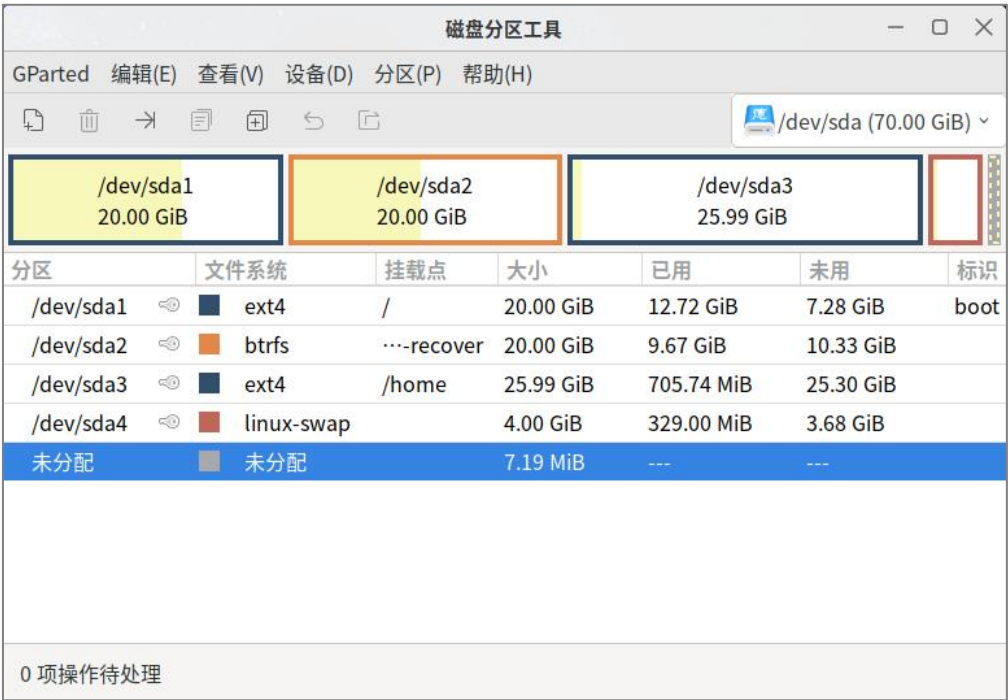 磁盘分区工具
GParted 编辑(E) 查看(V) 设备(D) 分区(P) 帮助(H)
/dev/sda (70.00 GiB)
/dev/sda1 /dev/sda2 /dev/sda3
20.00 GiB 20.00 GiB 25.99 GiB
分区 文件系统 挂载点 大小 已用 未用 标识
/dev/sda1 ext4 / 20.00 GiB 12.72 GiB 7.28 GiB boot
/dev/sda2 btrfs ···-recover 20.00 GiB 9.67 GiB 10.33 GiB
/dev/sda3 ext4 /home 25.99 GiB 705.74 MiB 25.30 GiB
/dev/sda4 linux-swap 4.00 GiB 329.00 MiB 3.68 GiB
未分配 未分配 7.19 MiB --- ---
0 项操作待处理